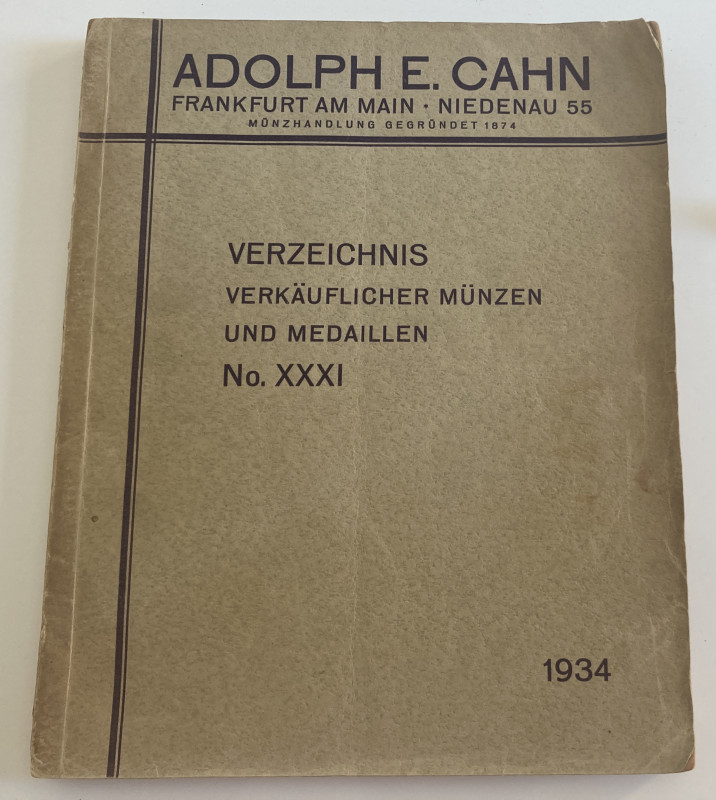 ADOLPH E. CAHN
FRANKFURT AM MAIN · NIEDENAU 55
MÜNZHANDLUNG GEGRÜNDET 1874
VERZEICHNIS
VERKÄUFLICHER MÜNZEN
UND MEDAILLEN
No. XXXI
1934